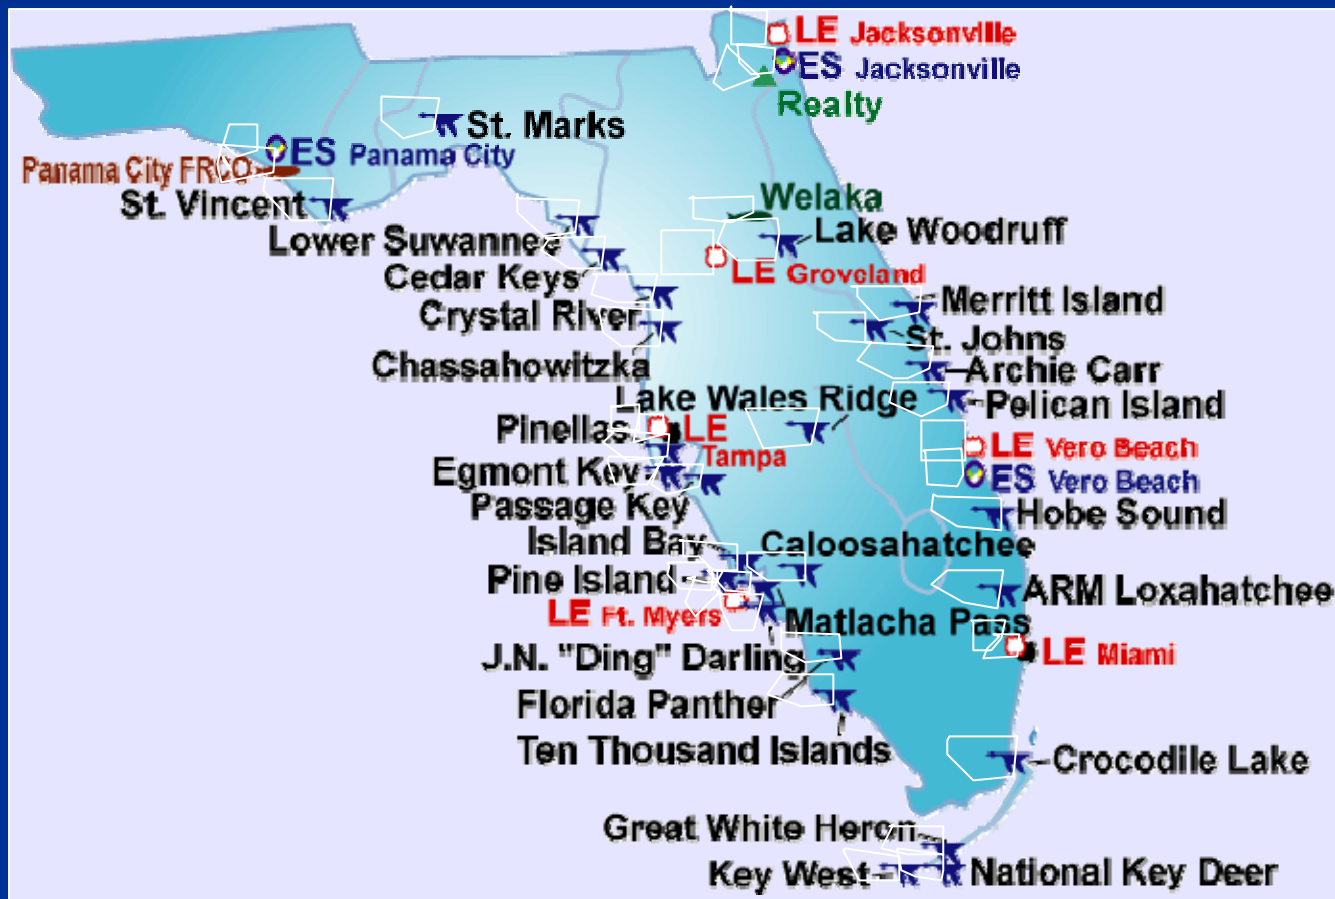 LE Jacksonville
ES Jacksonville
Realty
St. Marks
ES Panama City
Panama City FRCO
St. Vincent
Welaka
Lower Suwannee
Lake Woodruff
LE Groveland
Cedar Keys
Merritt Island
Crystal River
St. Johns
Chassahowitzka
Archie Carr
Lake Wales Ridge
Pelican Island
Pinellas
LE Tampa
LE Vero Beach
Egmont Key
ES Vero Beach
Passage Key
Hobe Sound
Island Bay
Caloosahatchee
Pine Island
ARM Loxahatchee
LE Ft. Myers
Matlacha Pass
J.N. "Ding" Darling
LE Miami
Florida Panther
Ten Thousand Islands
Crocodile Lake
Great White Heron
Key West
National Key Deer